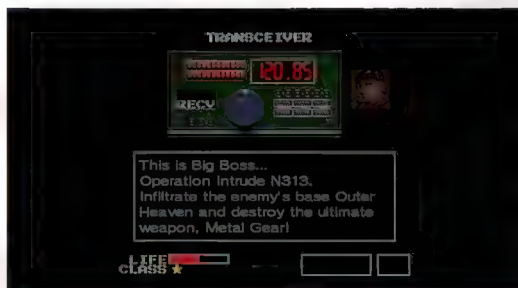 TRANSCEIVER
120.85
RECV
This is Big Boss...
Operation Intrude N313.
Infiltrate the enemy's base Outer
Heaven and destroy the ultimate
weapon, Metal Gear!
LIFE
CLASS